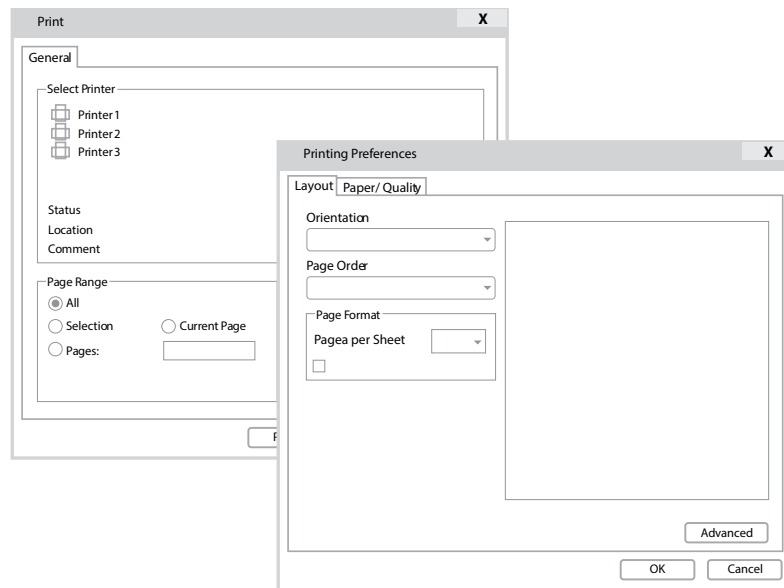 Print X
General
Select Printer
Printer1
Printer2
Printer3
Status
Location
Comment
Page Range
All
Selection Current Page
Pages:
Printing Preferences X
Layout Paper/ Quality
Orientation
Page Order
Page Format
Pagea per Sheet
Advanced
OK Cancel